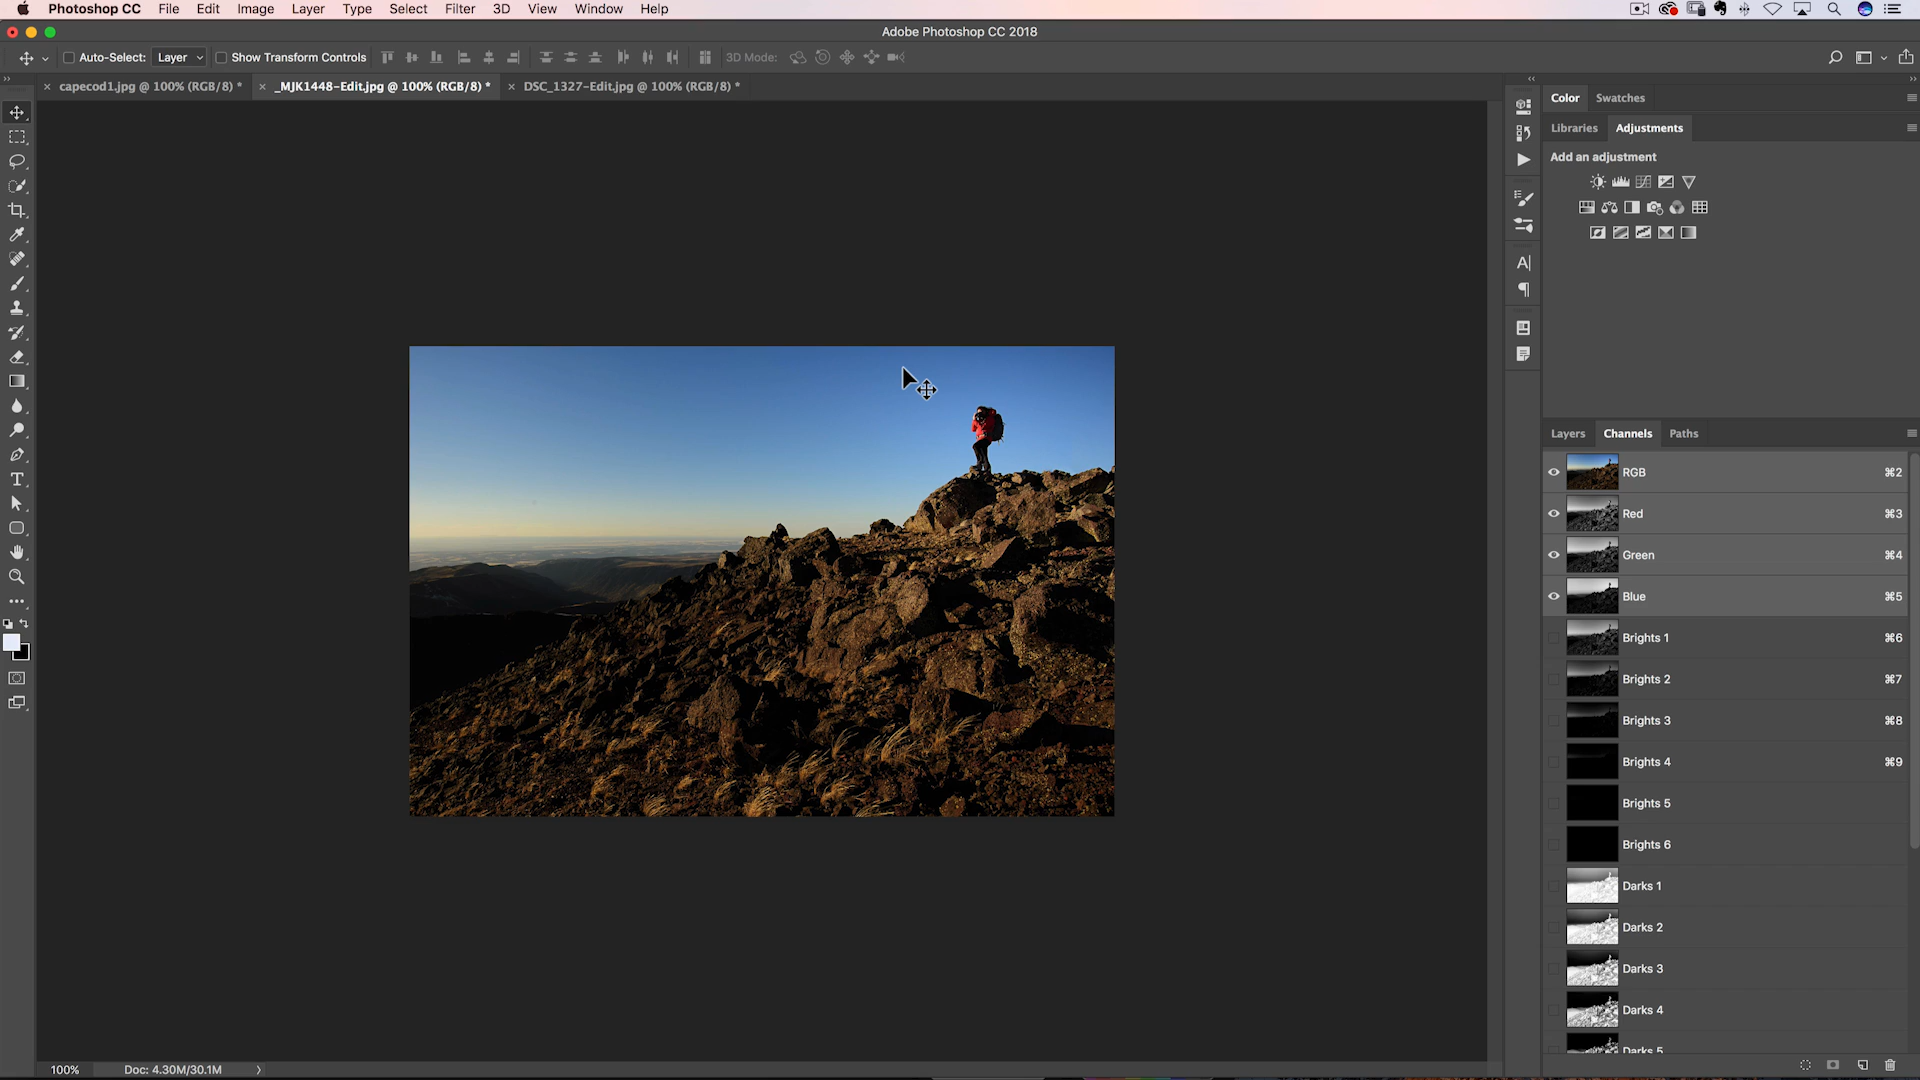 Photoshop CC File Edit Image Layer Type Select Filter 3D View Window Help
Adobe Photoshop CC 2018
Auto-Select: Layer Show Transform Controls 3D Mode:
capecod1.jpg @ 100% (RGB/8) * _MJK1448-Edit.jpg @ 100% (RGB/8) * DSC_1327-Edit.jpg @ 100% (RGB/8) *
Color Swatches
Libraries Adjustments
Add an adjustment
Layers Channels Paths
RGB ⌘2
Red ⌘3
Green ⌘4
Blue ⌘5
Brights 1 ⌘6
Brights 2 ⌘7
Brights 3 ⌘8
Brights 4 ⌘9
Brights 5
Brights 6
Darks 1
Darks 2
Darks 3
Darks 4
Darks 5
100% Doc: 4.30M/30.1M